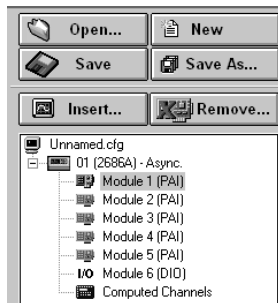 Open... New
Save Save As...
Insert... Remove...
Unnamed.cfg
01 (2686A) - Async.
Module 1 (PAI)
Module 2 (PAI)
Module 3 (PAI)
Module 4 (PAI)
Module 5 (PAI)
I/O Module 6 (DIO)
Computed Channels